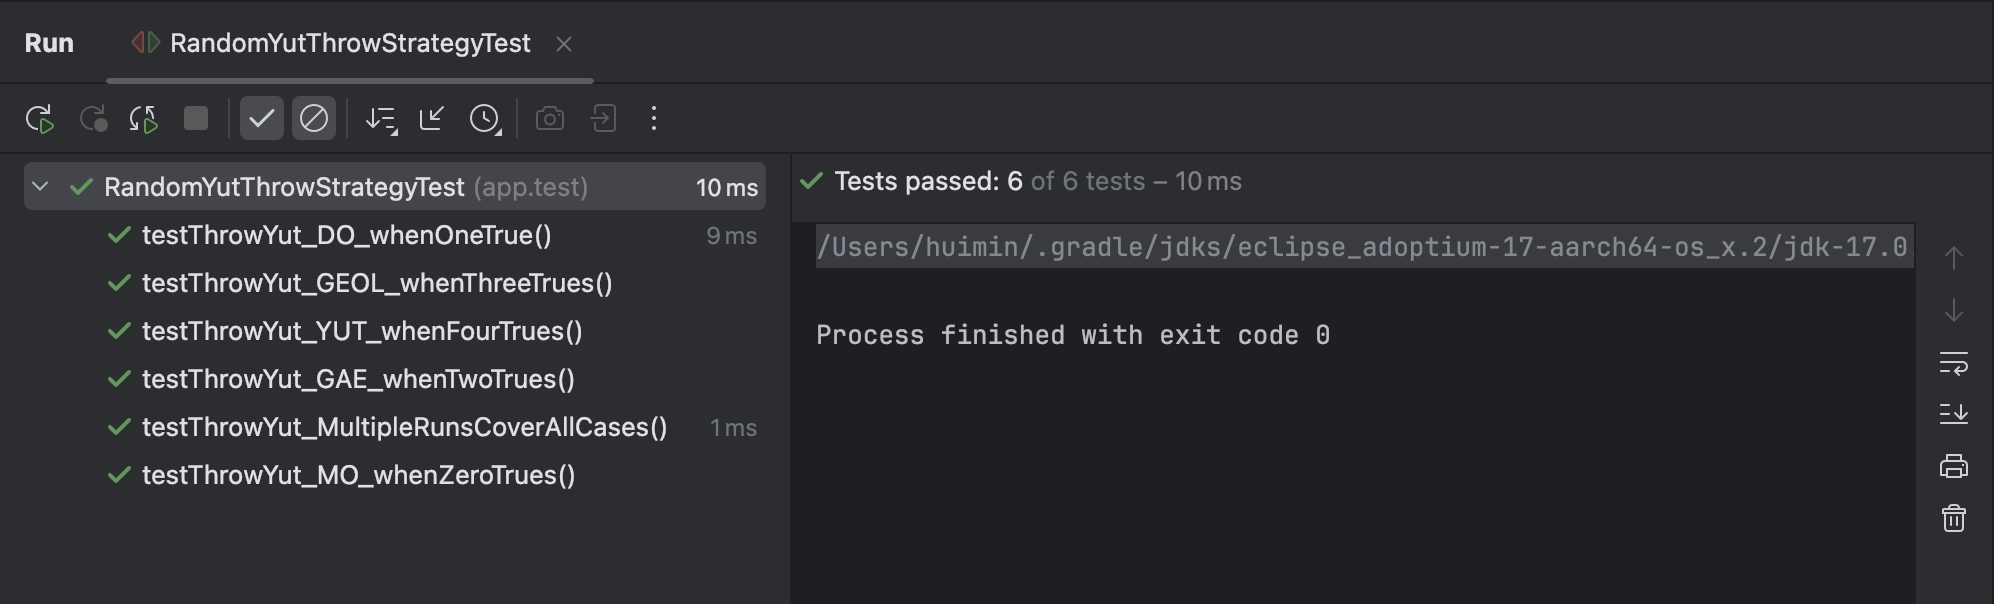 Run RandomYutThrowStrategyTest
RandomYutThrowStrategyTest (app.test) 10 ms
testThrowYut_DO_whenOneTrue() 9 ms
testThrowYut_GEOL_whenThreeTrues()
testThrowYut_YUT_whenFourTrues()
testThrowYut_GAE_whenTwoTrues()
testThrowYut_MultipleRunsCoverAllCases() 1 ms
testThrowYut_MO_whenZeroTrues()
Tests passed: 6 of 6 tests – 10 ms
/Users/huimin/.gradle/jdks/eclipse_adoptium-17-aarch64-os_x.2/jdk-17.0
Process finished with exit code 0